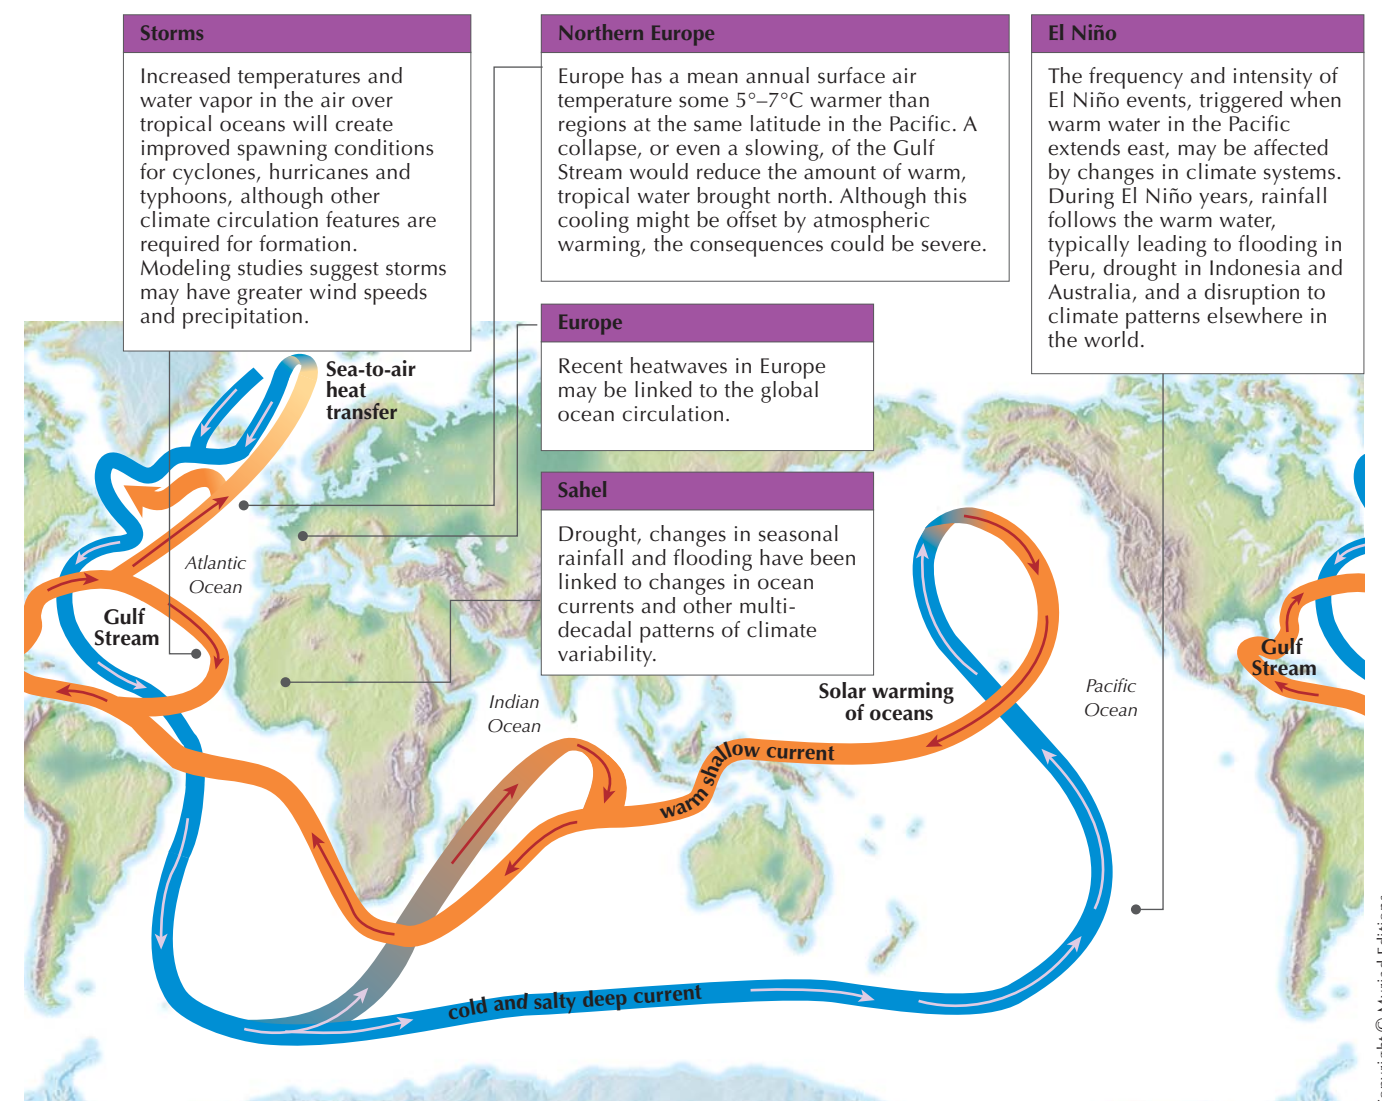 Storms
Increased temperatures and
water vapor in the air over
tropical oceans will create
improved spawning conditions
for cyclones, hurricanes and
typhoons, although other
climate circulation features are
required for formation.
Modeling studies suggest storms
may have greater wind speeds
and precipitation.
Northern Europe
Europe has a mean annual surface air
temperature some 5°–7°C warmer than
regions at the same latitude in the Pacific. A
collapse, or even a slowing, of the Gulf
Stream would reduce the amount of warm,
tropical water brought north. Although this
cooling might be offset by atmospheric
warming, the consequences could be severe.
El Niño
The frequency and intensity of
El Niño events, triggered when
warm water in the Pacific
extends east, may be affected
by changes in climate systems.
During El Niño years, rainfall
follows the warm water,
typically leading to flooding in
Peru, drought in Indonesia and
Australia, and a disruption to
climate patterns elsewhere in
the world.
Europe
Recent heatwaves in Europe
may be linked to the global
ocean circulation.
Sahel
Drought, changes in seasonal
rainfall and flooding have been
linked to changes in ocean
currents and other multi-
decadal patterns of climate
variability.
Sea-to-air
heat
transfer
Atlantic
Ocean
Gulf
Stream
Indian
Ocean
Solar warming
of oceans
Pacific
Ocean
Gulf
Stream
warm shallow current
cold and salty deep current
Copyright © Myriad Editions